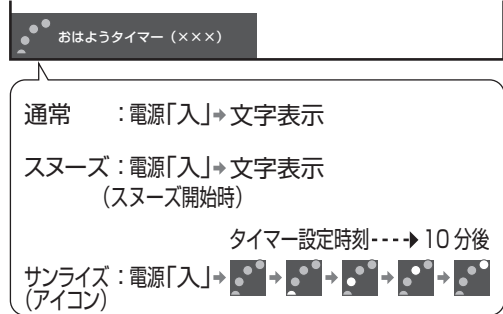 おはようタイマー（×××）
通常　：電源「入」➔文字表示
スヌーズ：電源「入」➔文字表示
（スヌーズ開始時）
タイマー設定時刻----➔10分後
サンライズ：電源「入」➔ ➔ ➔ ➔ ➔
（アイコン）